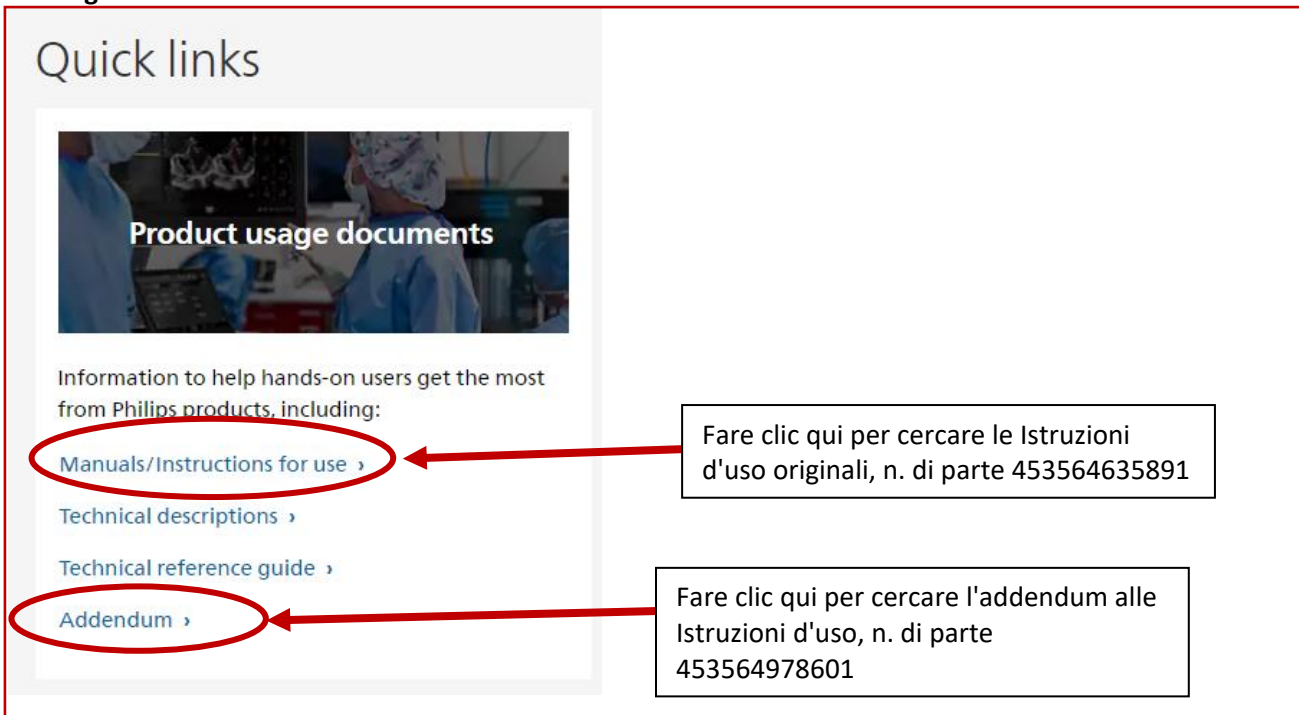 Quick links
Product usage documents
Information to help hands-on users get the most
from Philips products, including:
Manuals/Instructions for use ›
Technical descriptions ›
Technical reference guide ›
Addendum ›
Fare clic qui per cercare le Istruzioni
d'uso originali, n. di parte 453564635891
Fare clic qui per cercare l'addendum alle
Istruzioni d'uso, n. di parte
453564978601